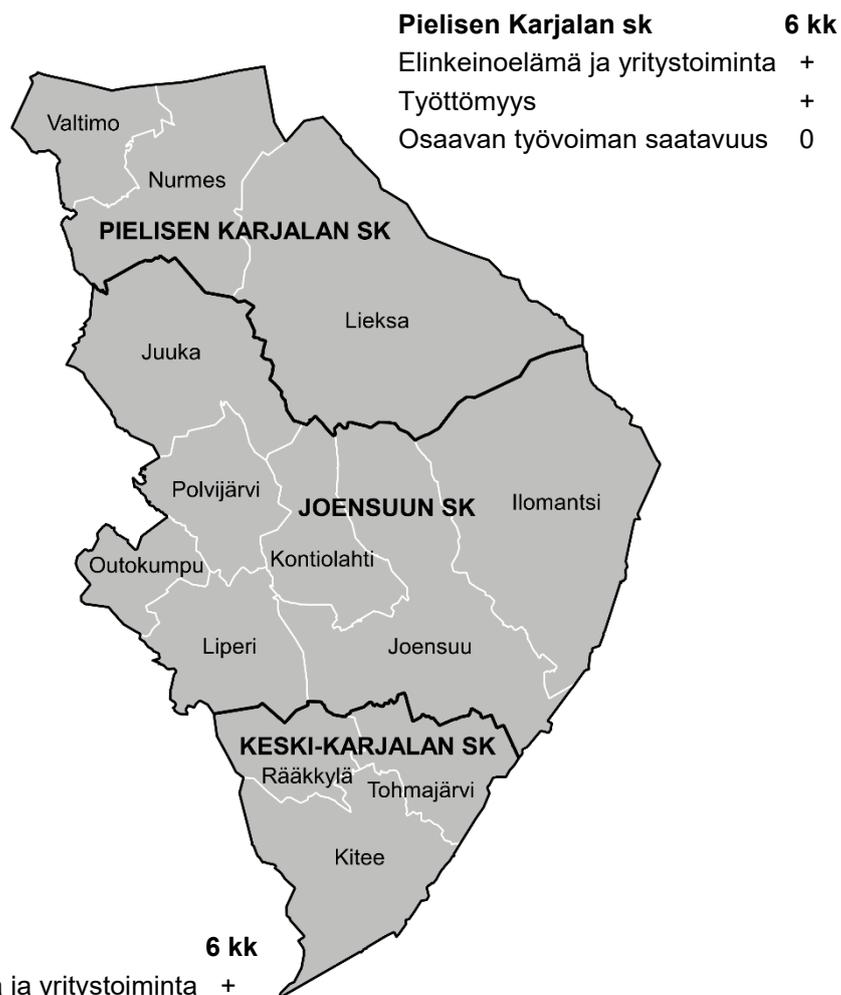 Pielisen Karjalan sk 6 kk
Elinkeinoelämä ja yritystoiminta +
Työttömyys +
Osaavan työvoiman saatavuus 0
Valtimo
Nurmes
PIELISEN KARJALAN SK
Lieksa
Juuka
Polvijärvi
Ilomantsi
JOENSUUN SK
Outokumpu
Kontiolahti
Liperi
Joensuu
KESKI-KARJALAN SK
Rääkkylä
Tohmajärvi
Kitee
6 kk
ja yritystoiminta +